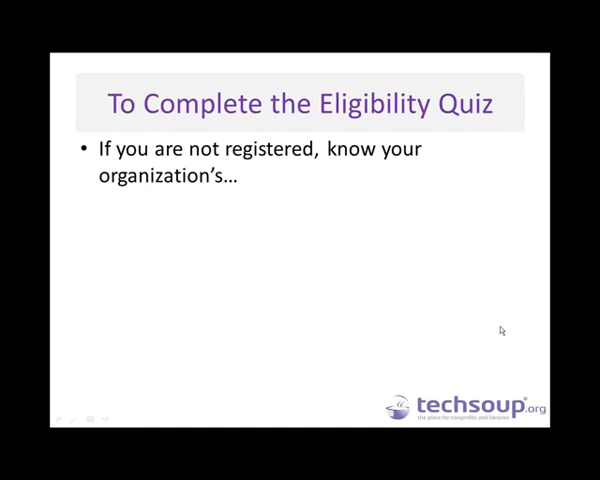 To Complete the Eligibility Quiz
• If you are not registered, know your
organization’s…
techsoup®.org
the place for nonprofits and libraries